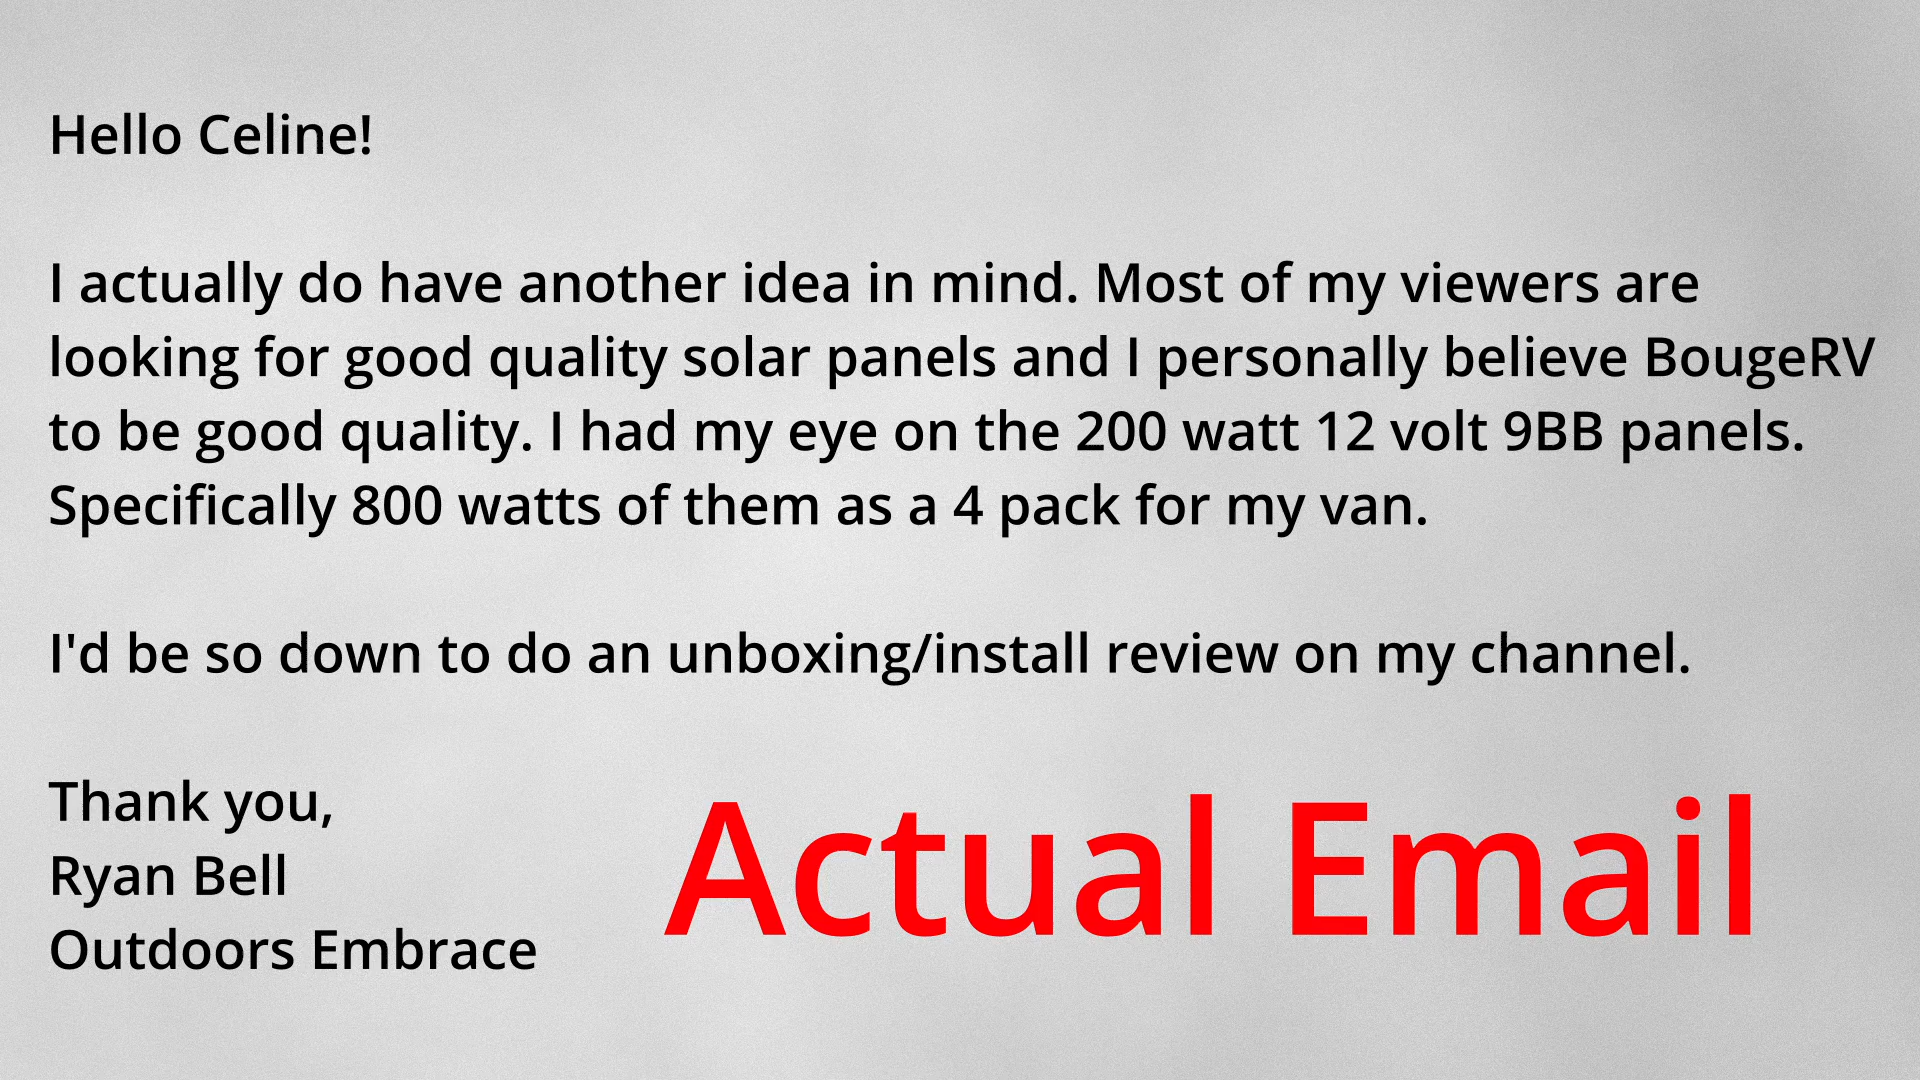 Hello Celine!
I actually do have another idea in mind. Most of my viewers are
looking for good quality solar panels and I personally believe BougeRV
to be good quality. I had my eye on the 200 watt 12 volt 9BB panels.
Specifically 800 watts of them as a 4 pack for my van.
I'd be so down to do an unboxing/install review on my channel.
Thank you,
Ryan Bell
Outdoors Embrace
Actual Email